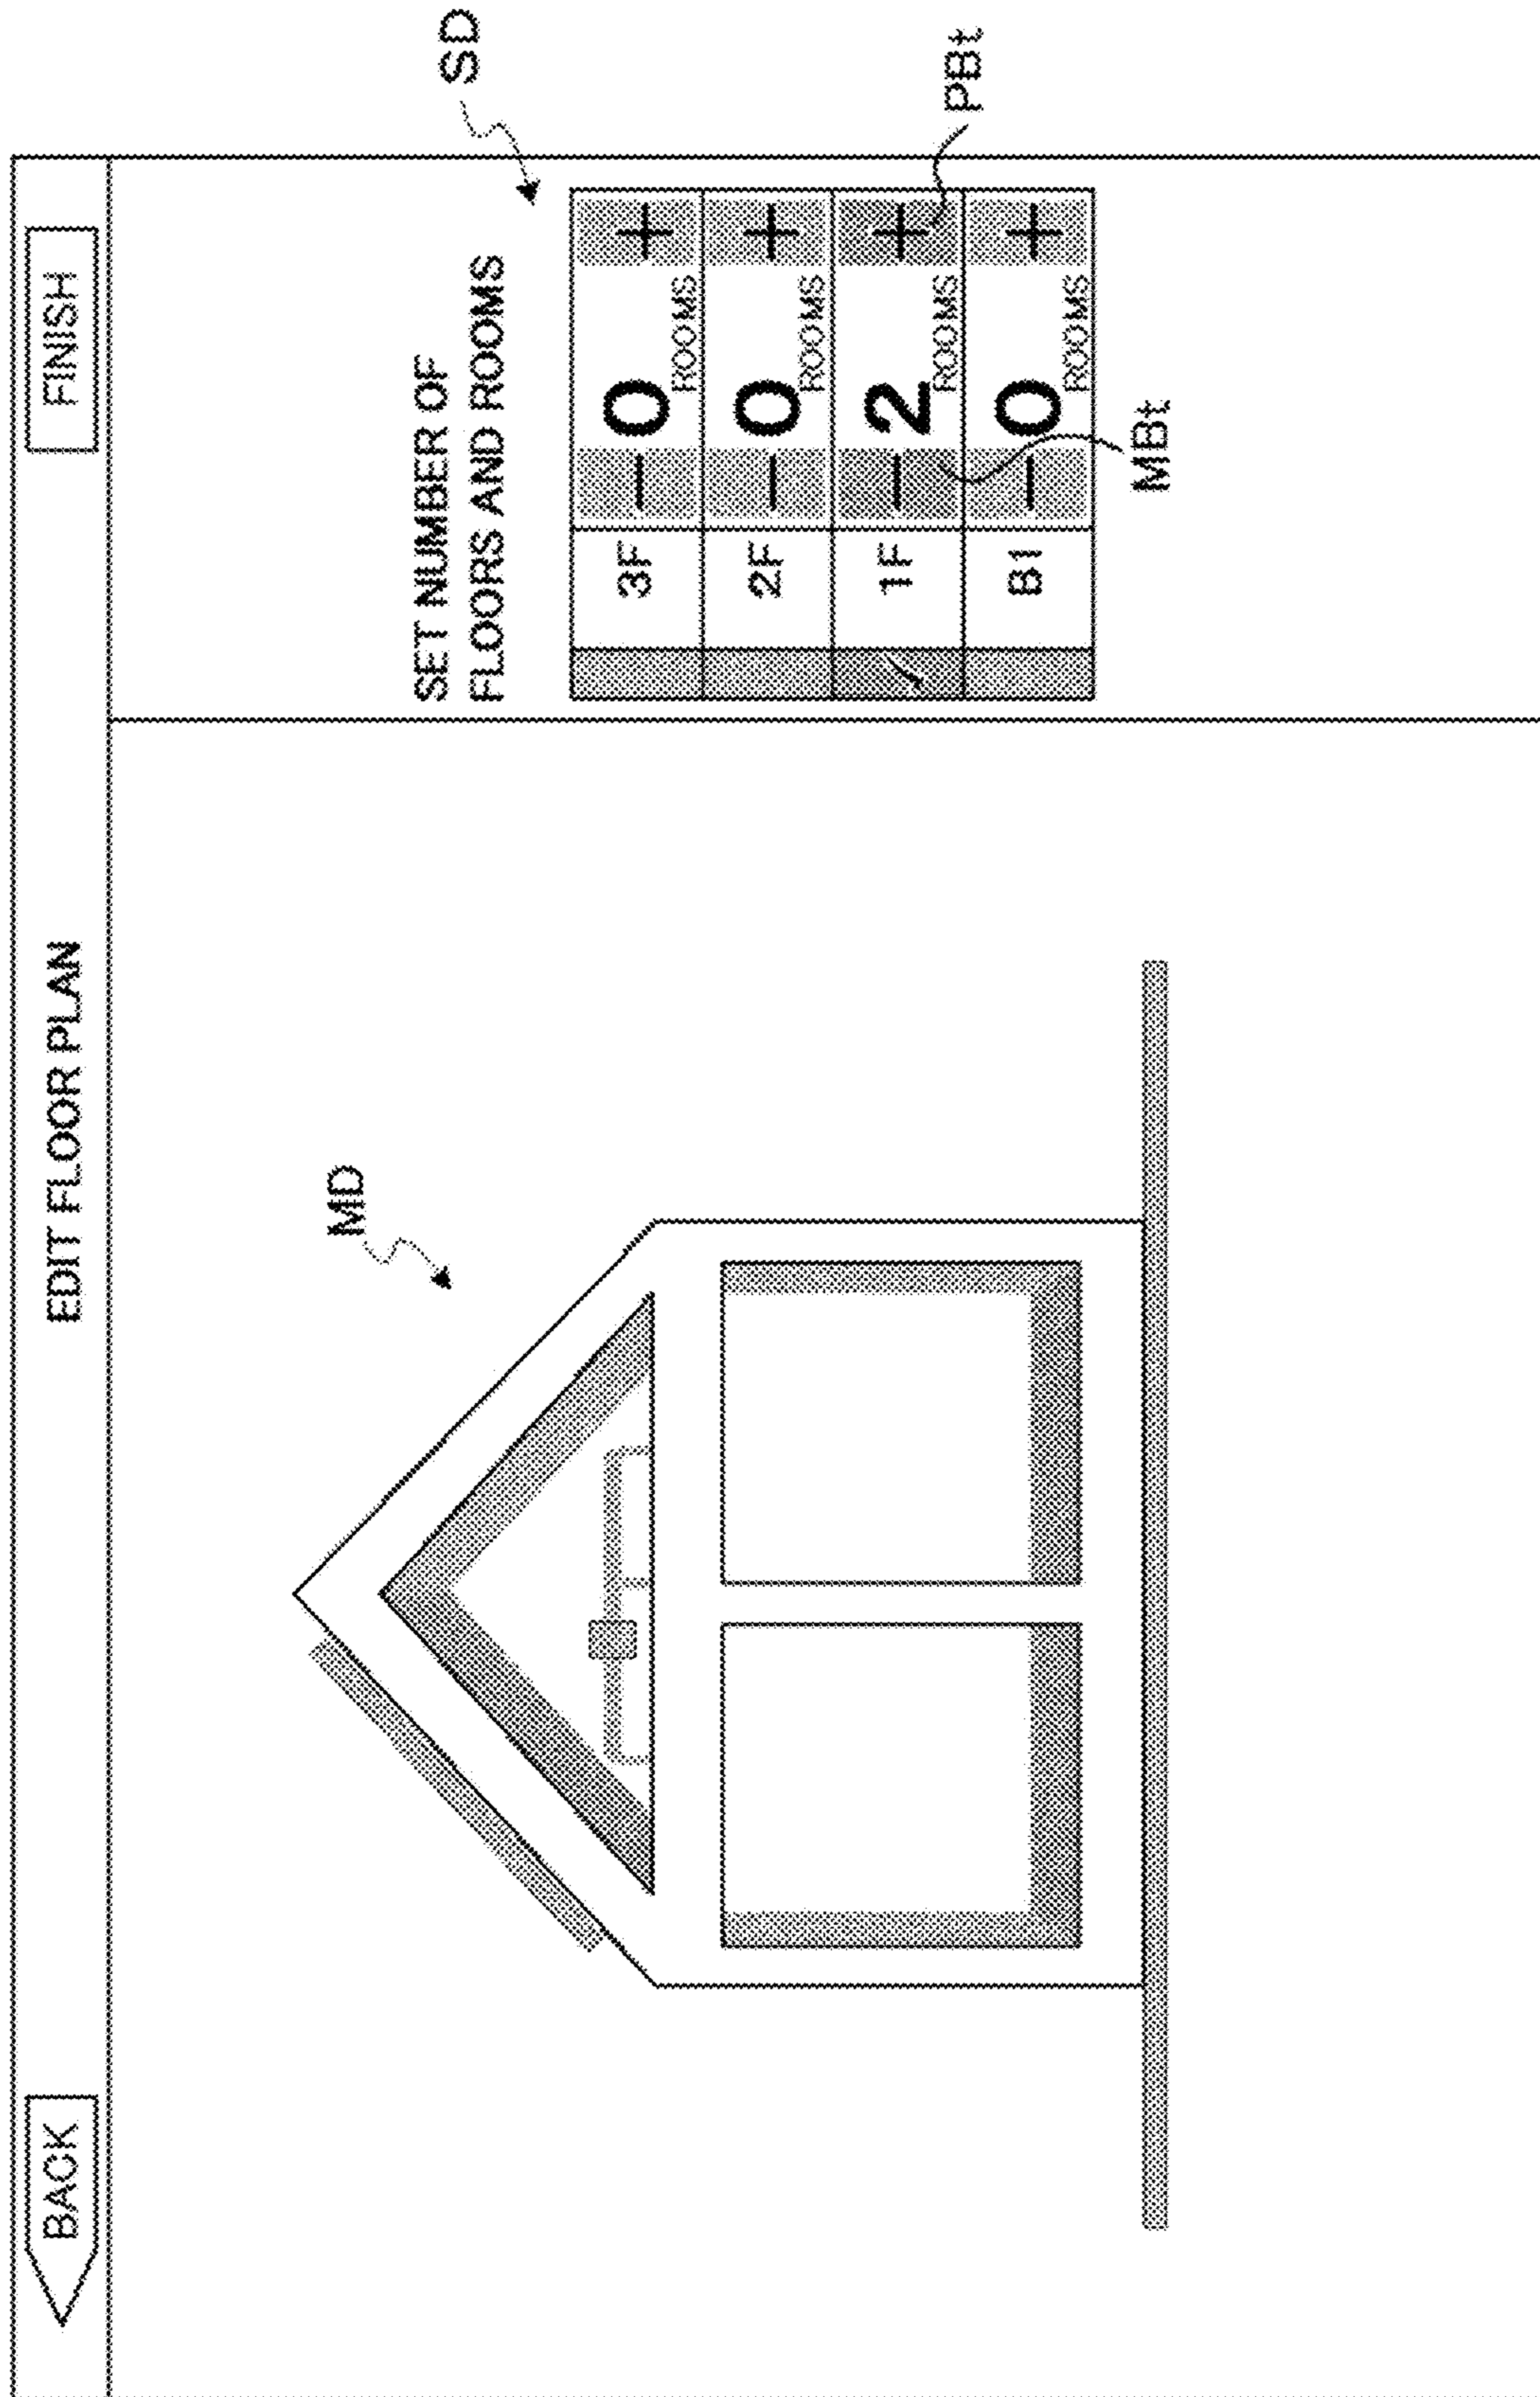 BACK
EDIT FLOOR PLAN
FINISH
MD
SD
SET NUMBER OF
FLOORS AND ROOMS
3F − 0 ROOMS +
2F − 0 ROOMS +
1F − 2 ROOMS +
B1 − 0 ROOMS +
PBt
MBt